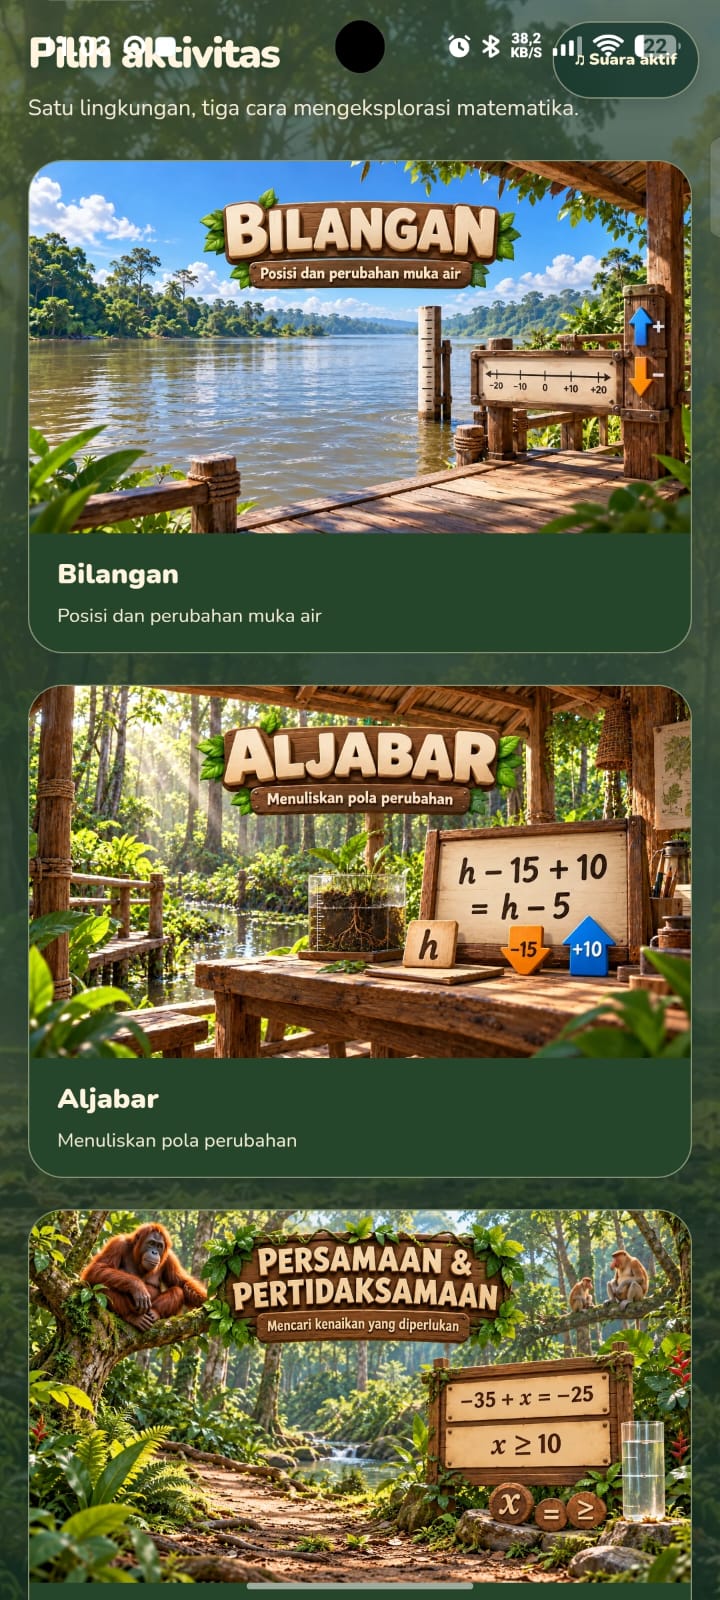 Pilih aktivitas
38,2
KB/S
22
♫ Suara aktif
Satu lingkungan, tiga cara mengeksplorasi matematika.
BILANGAN
Posisi dan perubahan muka air
+
−
−20 −10 0 +10 +20
Bilangan
Posisi dan perubahan muka air
ALJABAR
Menuliskan pola perubahan
h − 15 + 10
= h − 5
h
−15
+10
Aljabar
Menuliskan pola perubahan
PERSAMAAN &
PERTIDAKSAMAAN
Mencari kenaikan yang diperlukan
−35 + x = −25
x ≥ 10
x = ≥